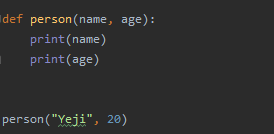 def person(name, age):
    print(name)
    print(age)
person("Yeji", 20)